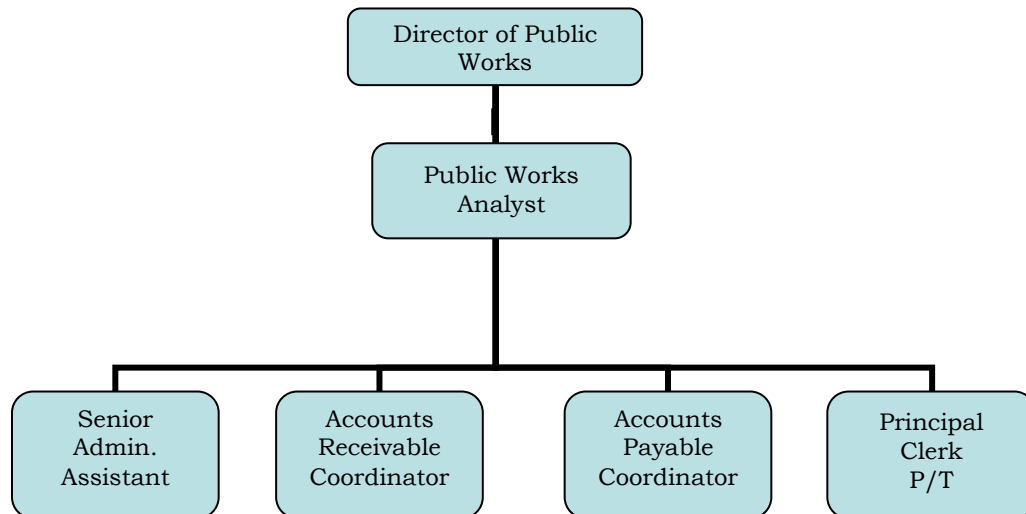 Director of Public
Works
Public Works
Analyst
Senior
Admin.
Assistant
Accounts
Receivable
Coordinator
Accounts
Payable
Coordinator
Principal
Clerk
P/T